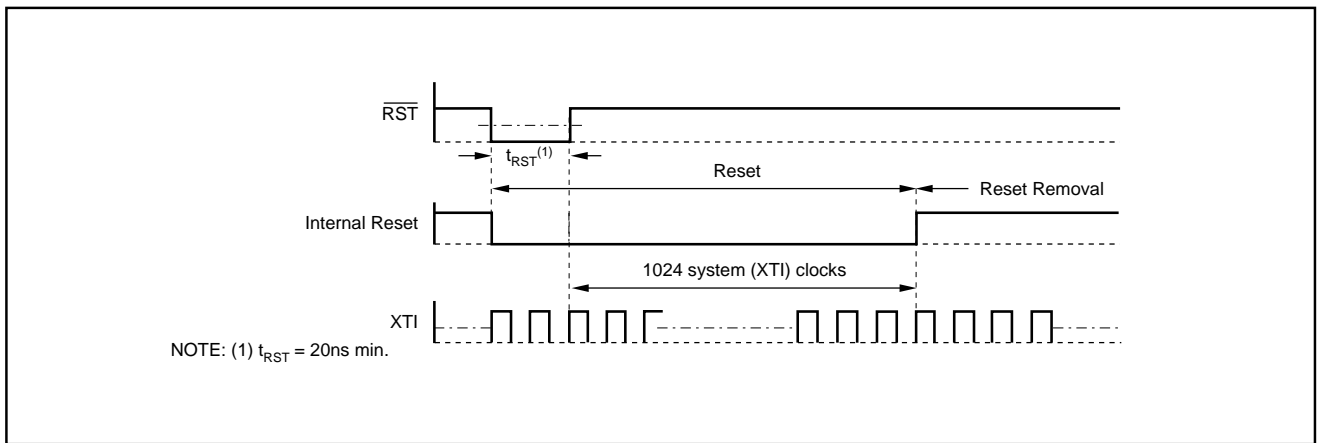 RST
t_RST(1)
Reset
Reset Removal
Internal Reset
1024 system (XTI) clocks
XTI
NOTE: (1) t_RST = 20ns min.